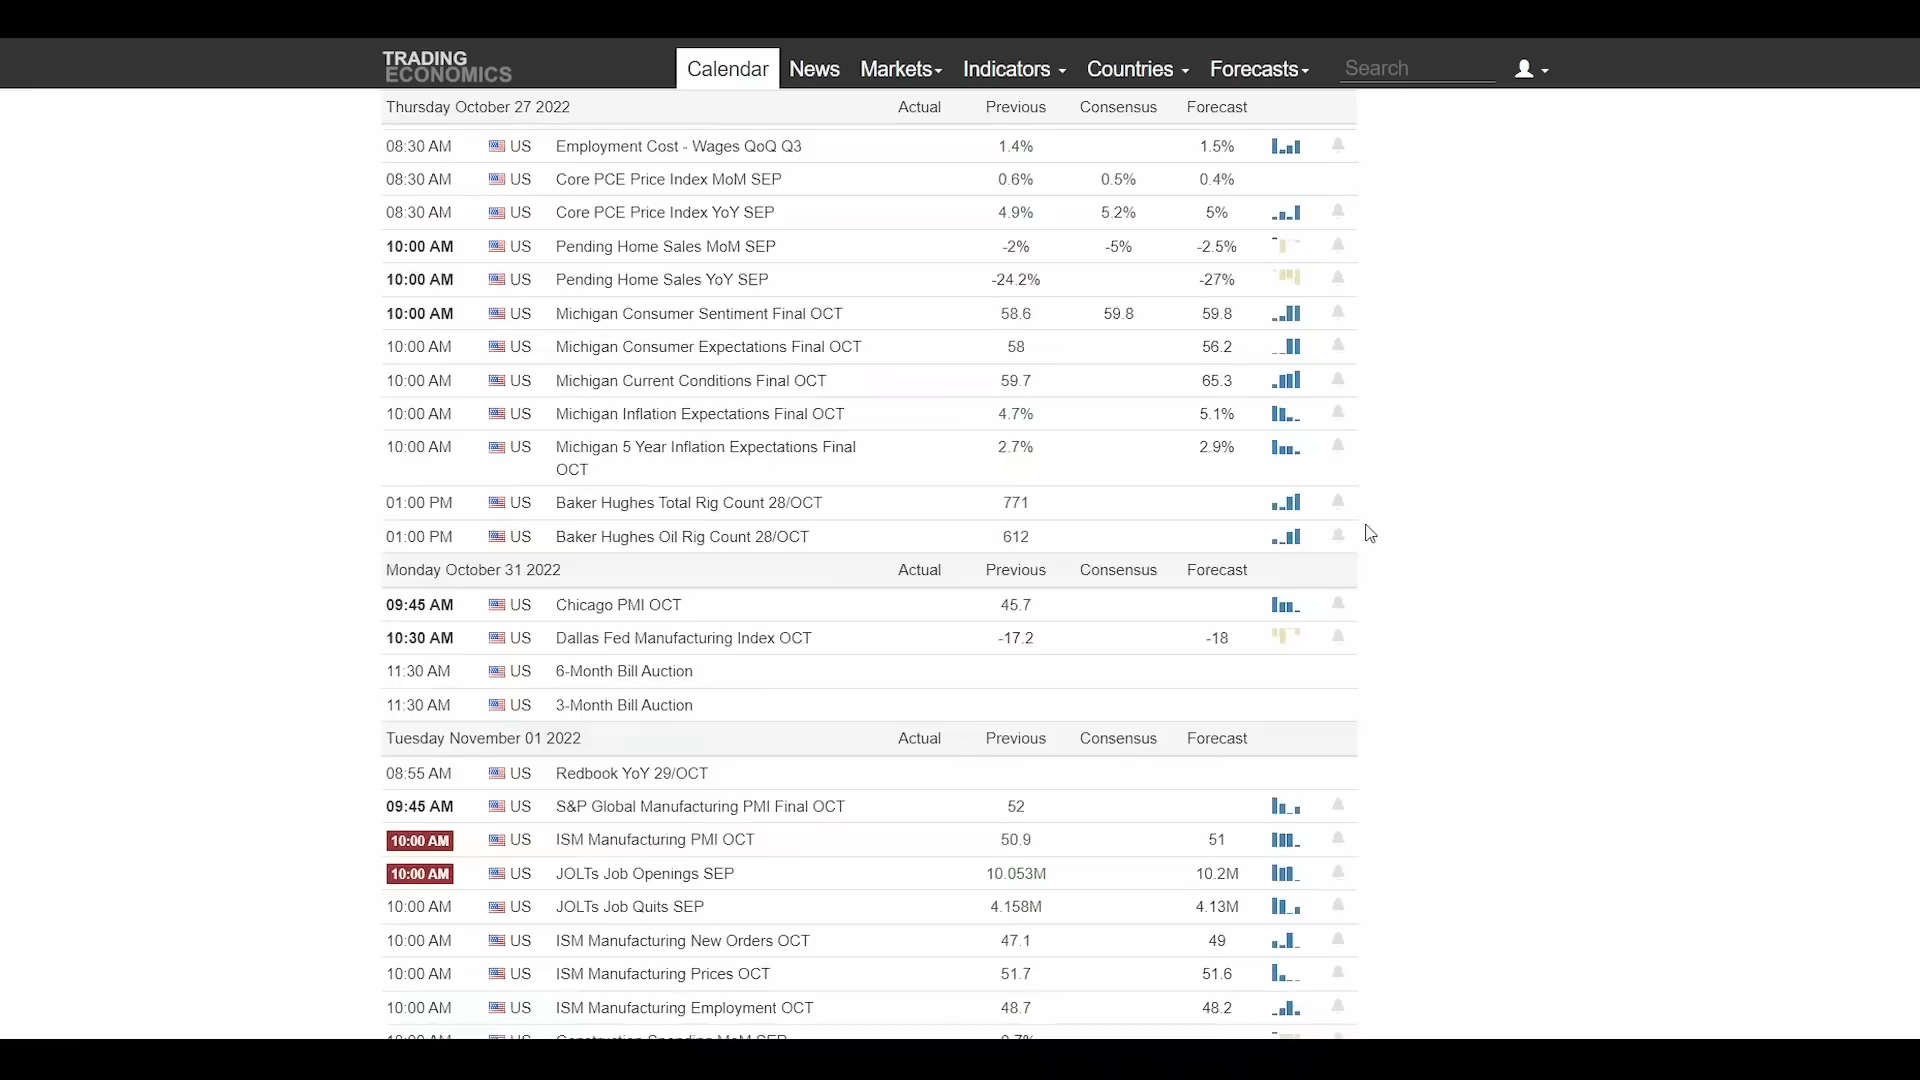 TRADING
ECONOMICS
Calendar News Markets Indicators Countries Forecasts Search
Thursday October 27 2022 Actual Previous Consensus Forecast
08:30 AM US Employment Cost - Wages QoQ Q3 1.4% 1.5%
08:30 AM US Core PCE Price Index MoM SEP 0.6% 0.5% 0.4%
08:30 AM US Core PCE Price Index YoY SEP 4.9% 5.2% 5%
10:00 AM US Pending Home Sales MoM SEP -2% -5% -2.5%
10:00 AM US Pending Home Sales YoY SEP -24.2% -27%
10:00 AM US Michigan Consumer Sentiment Final OCT 58.6 59.8 59.8
10:00 AM US Michigan Consumer Expectations Final OCT 58 56.2
10:00 AM US Michigan Current Conditions Final OCT 59.7 65.3
10:00 AM US Michigan Inflation Expectations Final OCT 4.7% 5.1%
10:00 AM US Michigan 5 Year Inflation Expectations Final 2.7% 2.9%
OCT
01:00 PM US Baker Hughes Total Rig Count 28/OCT 771
01:00 PM US Baker Hughes Oil Rig Count 28/OCT 612
Monday October 31 2022 Actual Previous Consensus Forecast
09:45 AM US Chicago PMI OCT 45.7
10:30 AM US Dallas Fed Manufacturing Index OCT -17.2 -18
11:30 AM US 6-Month Bill Auction
11:30 AM US 3-Month Bill Auction
Tuesday November 01 2022 Actual Previous Consensus Forecast
08:55 AM US Redbook YoY 29/OCT
09:45 AM US S&P Global Manufacturing PMI Final OCT 52
10:00 AM US ISM Manufacturing PMI OCT 50.9 51
10:00 AM US JOLTs Job Openings SEP 10.053M 10.2M
10:00 AM US JOLTs Job Quits SEP 4.158M 4.13M
10:00 AM US ISM Manufacturing New Orders OCT 47.1 49
10:00 AM US ISM Manufacturing Prices OCT 51.7 51.6
10:00 AM US ISM Manufacturing Employment OCT 48.7 48.2